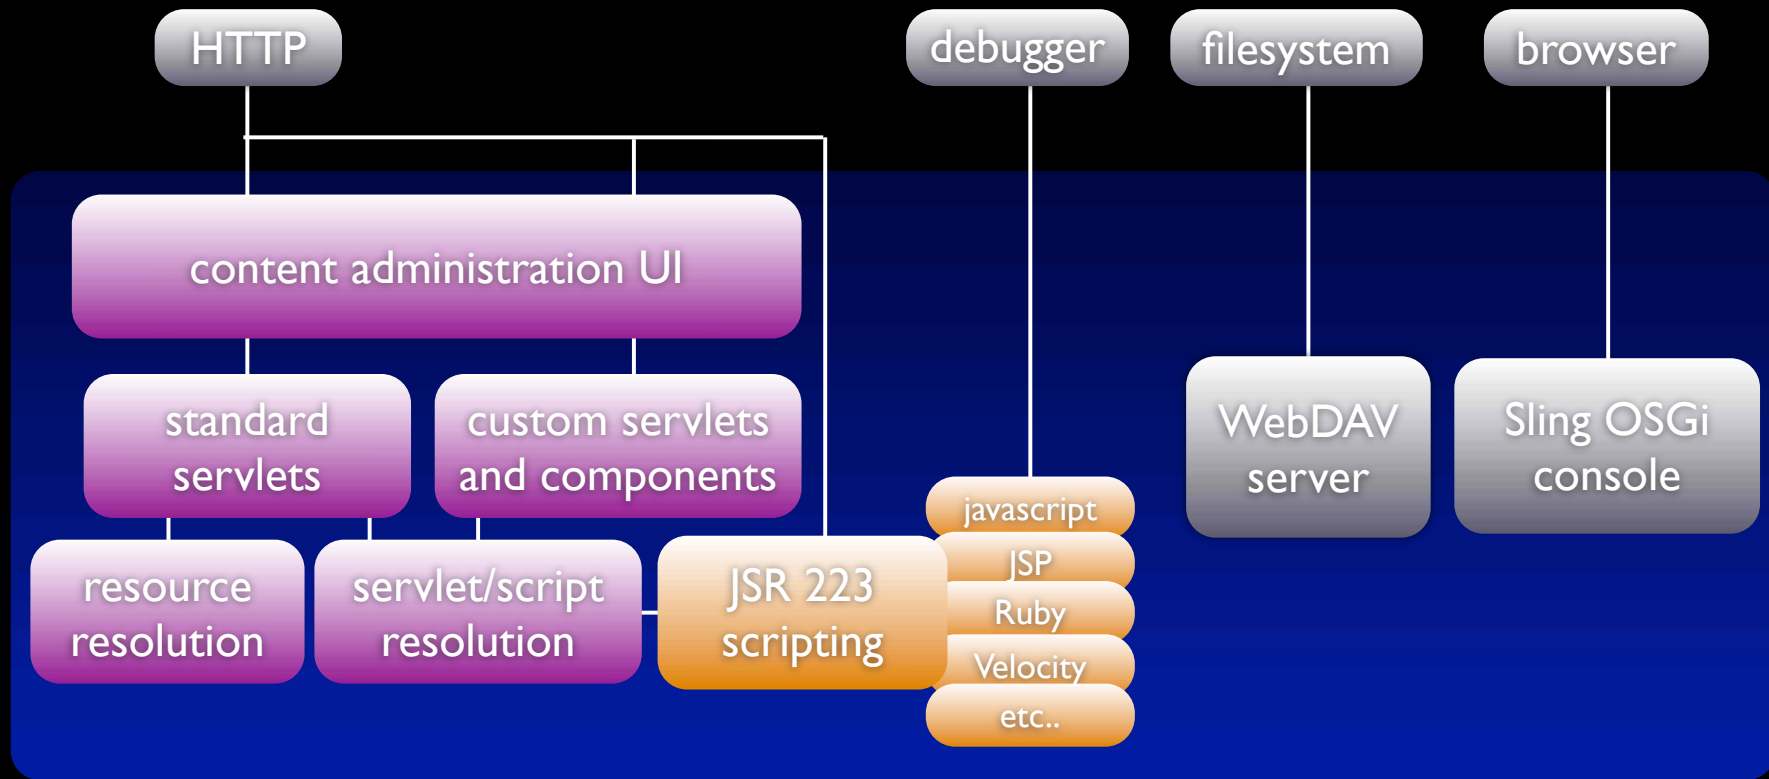 HTTP
debugger
filesystem
browser
content administration UI
standard
servlets
custom servlets
and components
WebDAV
server
Sling OSGi
console
javascript
JSP
Ruby
Velocity
etc..
resource
resolution
servlet/script
resolution
JSR 223
scripting